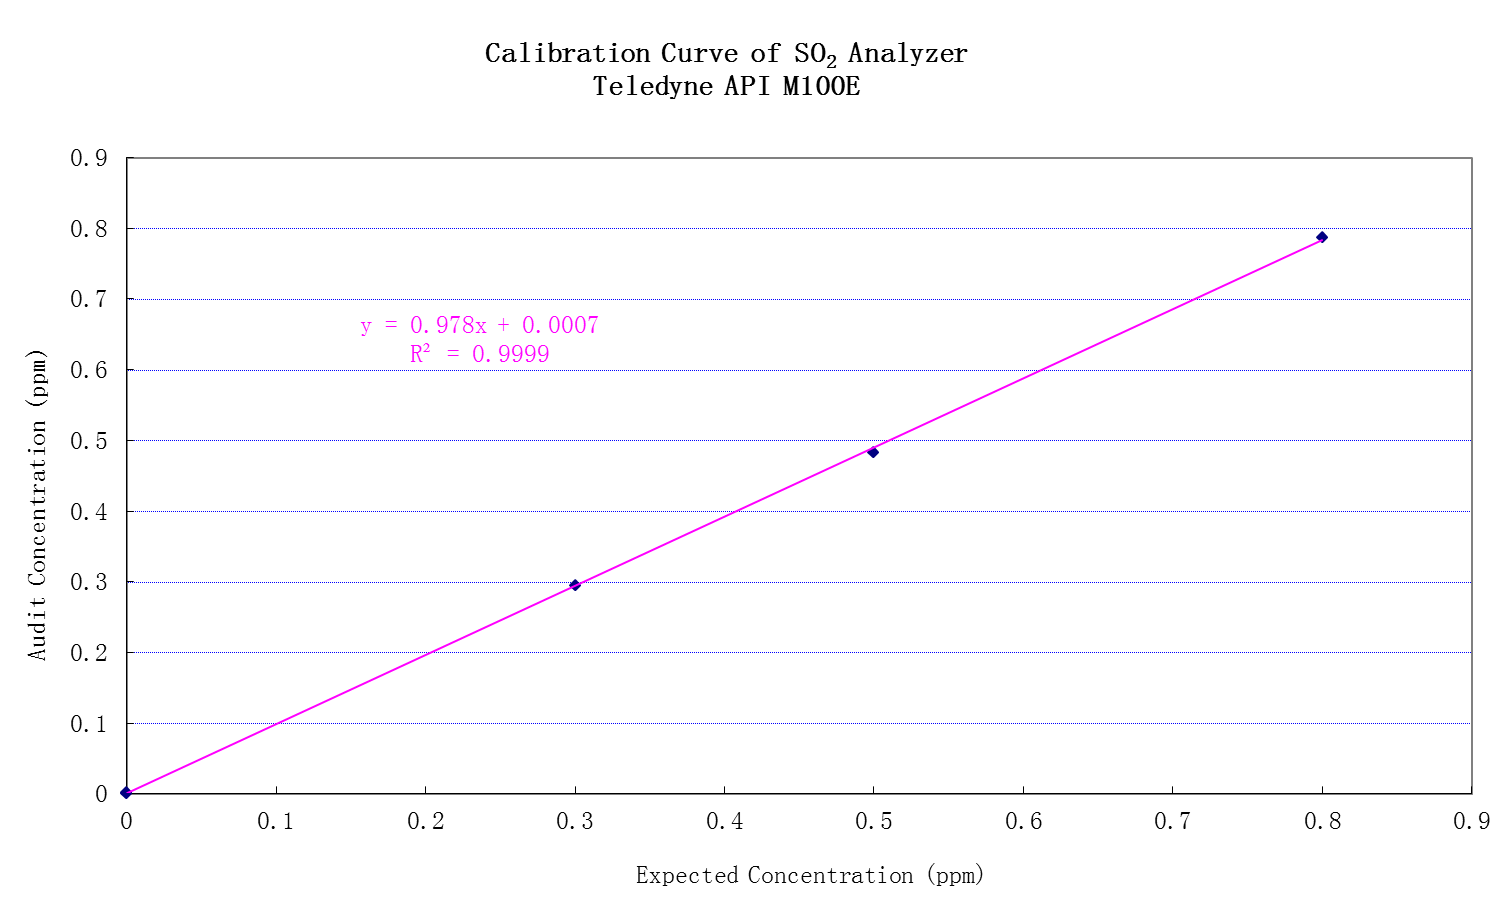 Calibration Curve of SO₂ Analyzer
Teledyne API M100E
0.9
0.8
0.7
0.6
0.5
0.4
0.3
0.2
0.1
0
y = 0.978x + 0.0007
R² = 0.9999
Audit Concentration (ppm)
0 0.1 0.2 0.3 0.4 0.5 0.6 0.7 0.8 0.9
Expected Concentration (ppm)